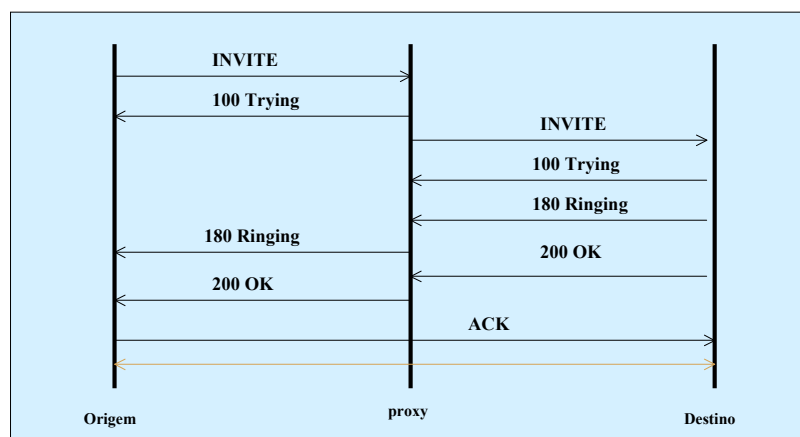 INVITE
100 Trying
INVITE
100 Trying
180 Ringing
180 Ringing
200 OK
200 OK
ACK
Origem
proxy
Destino